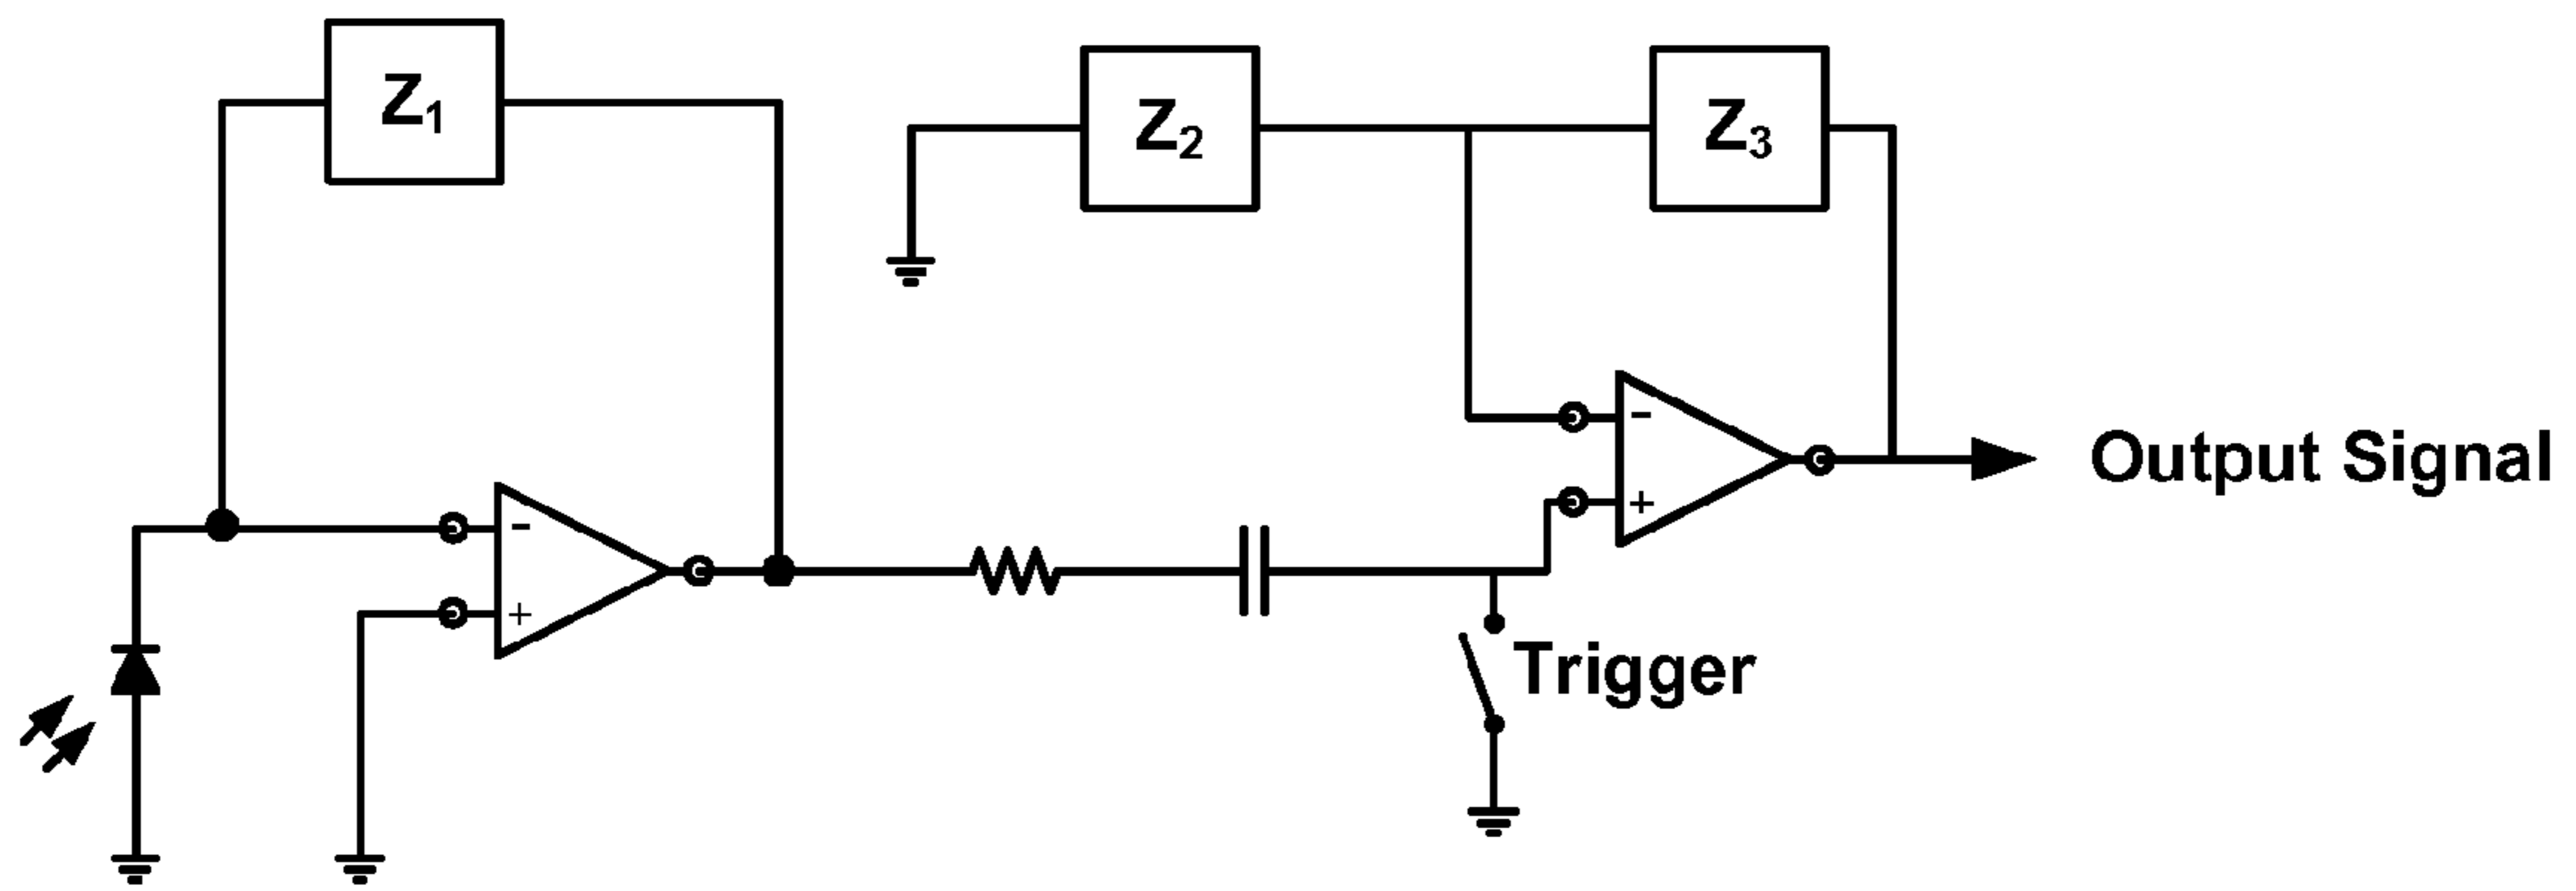 Z₁
Z₂
Z₃
-
+
-
+
Output Signal
Trigger